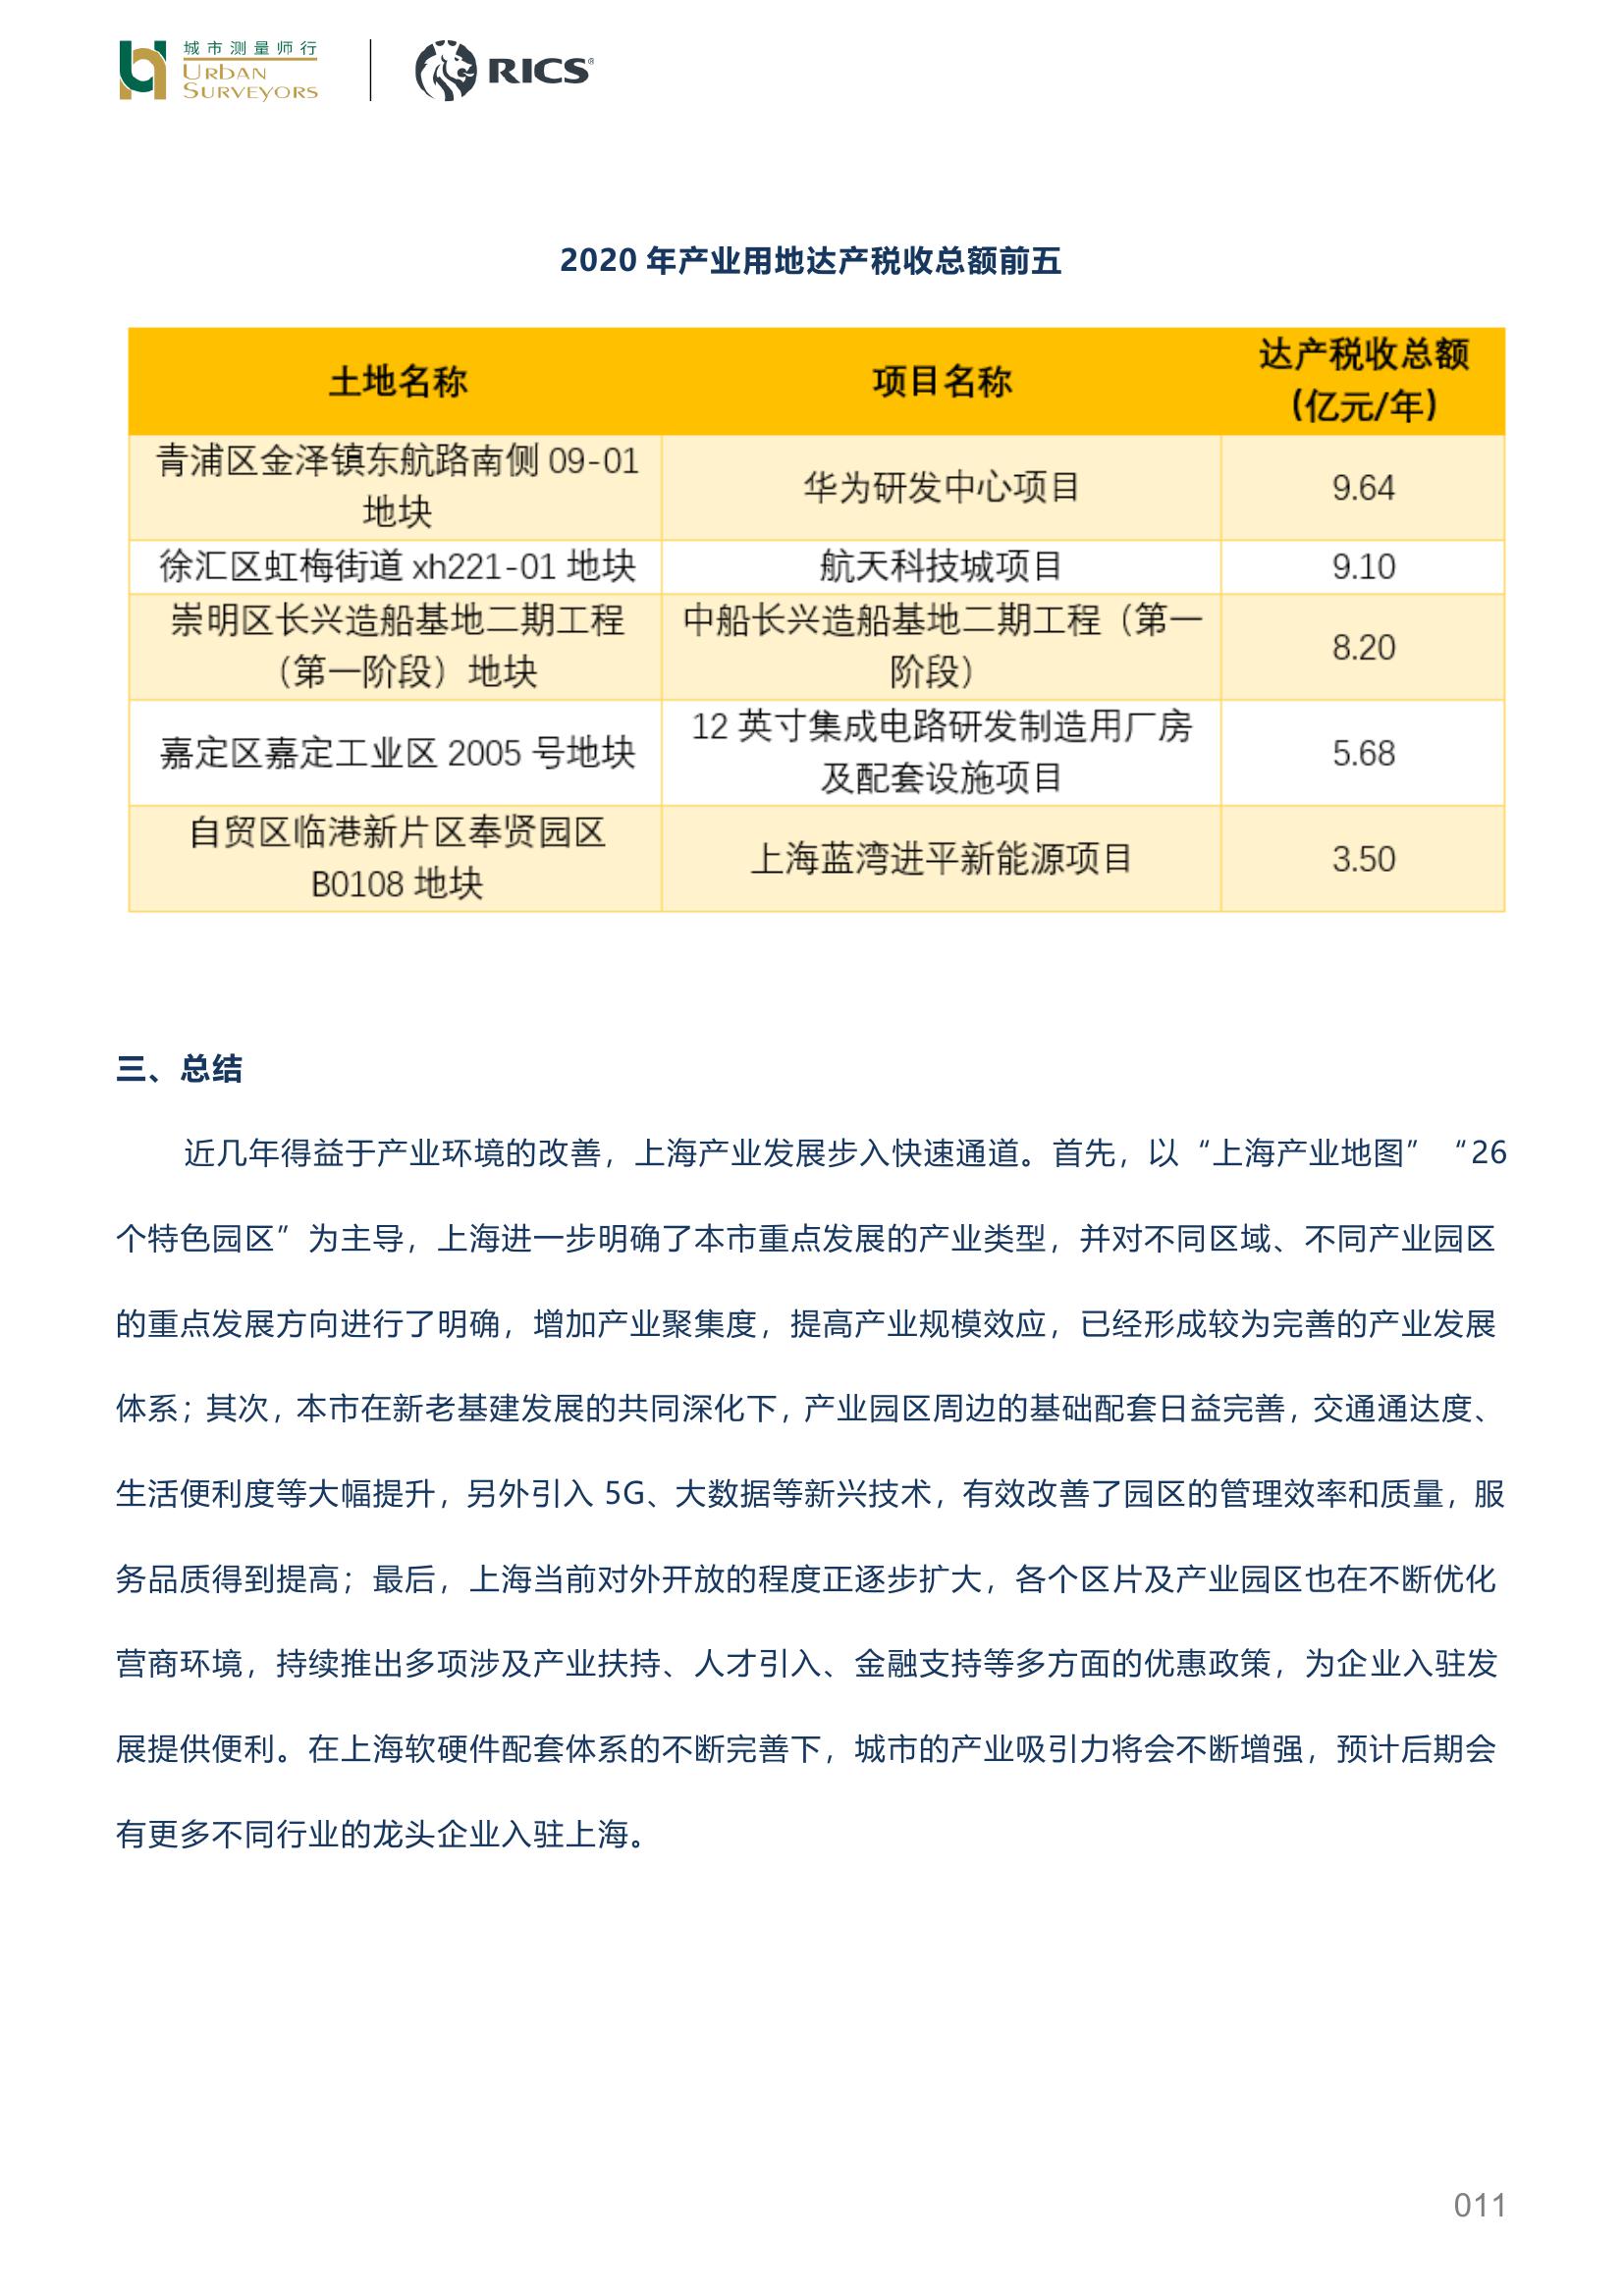 城市测量师行
URBAN
SURVEYORS
RICS®
2020 年产业用地达产税收总额前五
土地名称
项目名称
达产税收总额
(亿元/年)
青浦区金泽镇东航路南侧 09-01
地块
华为研发中心项目
9.64
徐汇区虹梅街道 xh221-01 地块
航天科技城项目
9.10
崇明区长兴造船基地二期工程
（第一阶段）地块
中船长兴造船基地二期工程（第一
阶段）
8.20
嘉定区嘉定工业区 2005 号地块
12 英寸集成电路研发制造用厂房
及配套设施项目
5.68
自贸区临港新片区奉贤园区
B0108 地块
上海蓝湾进平新能源项目
3.50
三、总结
近几年得益于产业环境的改善，上海产业发展步入快速通道。首先，以“上海产业地图”“26
个特色园区”为主导，上海进一步明确了本市重点发展的产业类型，并对不同区域、不同产业园区
的重点发展方向进行了明确，增加产业聚集度，提高产业规模效应，已经形成较为完善的产业发展
体系；其次，本市在新老基建发展的共同深化下，产业园区周边的基础配套日益完善，交通通达度、
生活便利度等大幅提升，另外引入 5G、大数据等新兴技术，有效改善了园区的管理效率和质量，服
务品质得到提高；最后，上海当前对外开放的程度正逐步扩大，各个区片及产业园区也在不断优化
营商环境，持续推出多项涉及产业扶持、人才引入、金融支持等多方面的优惠政策，为企业入驻发
展提供便利。在上海软硬件配套体系的不断完善下，城市的产业吸引力将会不断增强，预计后期会
有更多不同行业的龙头企业入驻上海。
011